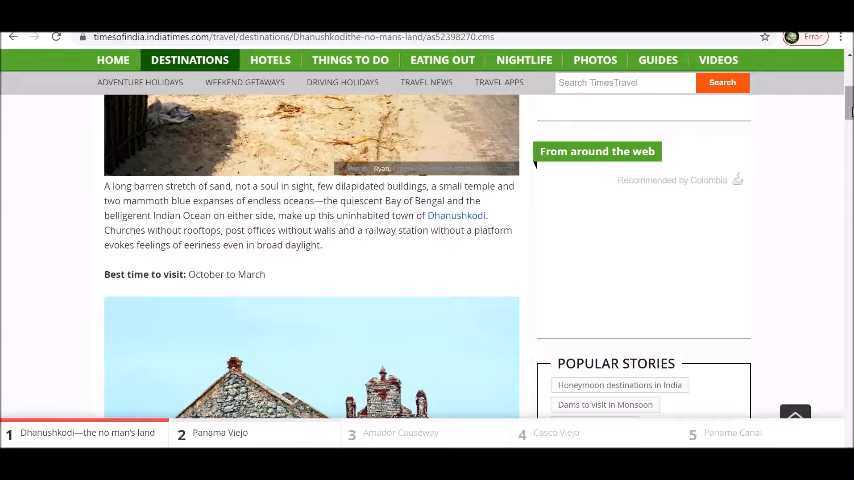 timesofindia.indiatimes.com/travel/destinations/Dhanushkodithe-no-mans-land/as52398270.cms
Error
HOME DESTINATIONS HOTELS THINGS TO DO EATING OUT NIGHTLIFE PHOTOS GUIDES VIDEOS
ADVENTURE HOLIDAYS WEEKEND GETAWAYS DRIVING HOLIDAYS TRAVEL NEWS TRAVEL APPS Search TimesTravel Search
Ryan,
From around the web
Recommended by Colombia
A long barren stretch of sand, not a soul in sight, few dilapidated buildings, a small temple and
two mammoth blue expanses of endless oceans—the quiescent Bay of Bengal and the
belligerent Indian Ocean on either side, make up this uninhabited town of Dhanushkodi.
Churches without rooftops, post offices without walls and a railway station without a platform
evokes feelings of eeriness even in broad daylight.
Best time to visit: October to March
POPULAR STORIES
Honeymoon destinations in India
Dams to visit in Monsoon
1 Dhanushkodi—the no man's land 2 Panama Viejo 3 Amador Causeway 4 Casco Viejo 5 Panama Canal